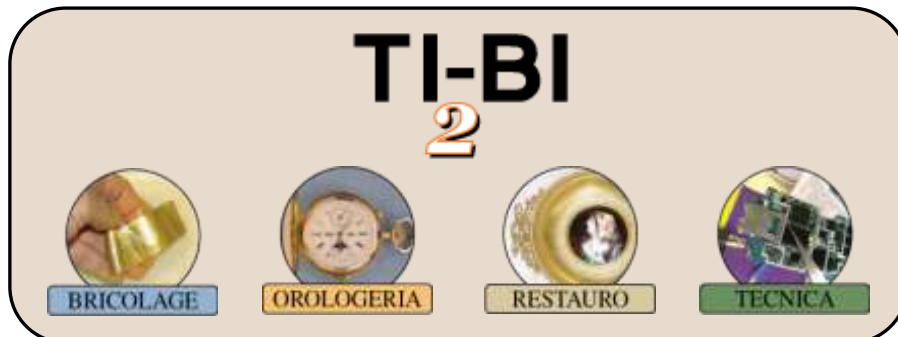 TI-BI
2
BRICOLAGE
OROLOGERIA
RESTAURO
TECNICA